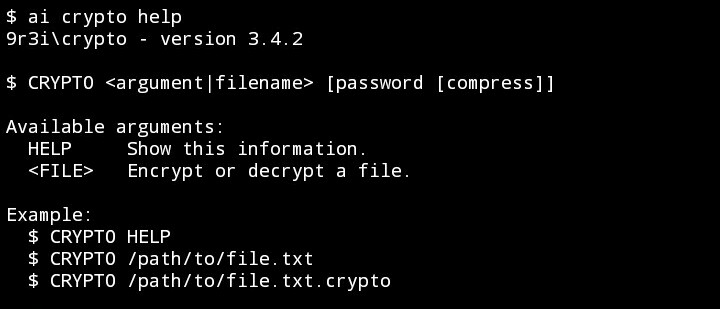 $ ai crypto help
9r3i\crypto - version 3.4.2
$ CRYPTO <argument|filename> [password [compress]]
Available arguments:
HELP     Show this information.
<FILE>   Encrypt or decrypt a file.
Example:
$ CRYPTO HELP
$ CRYPTO /path/to/file.txt
$ CRYPTO /path/to/file.txt.crypto